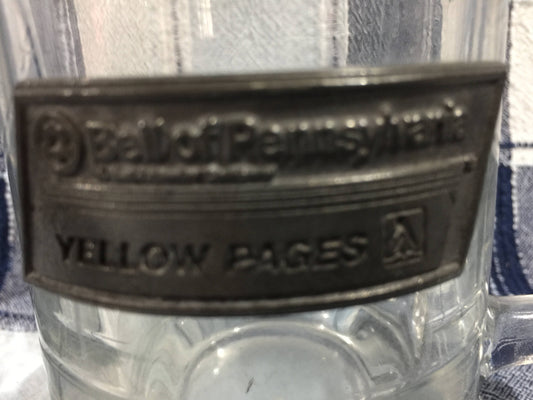 Bell of Pennsylvania
YELLOW PAGES